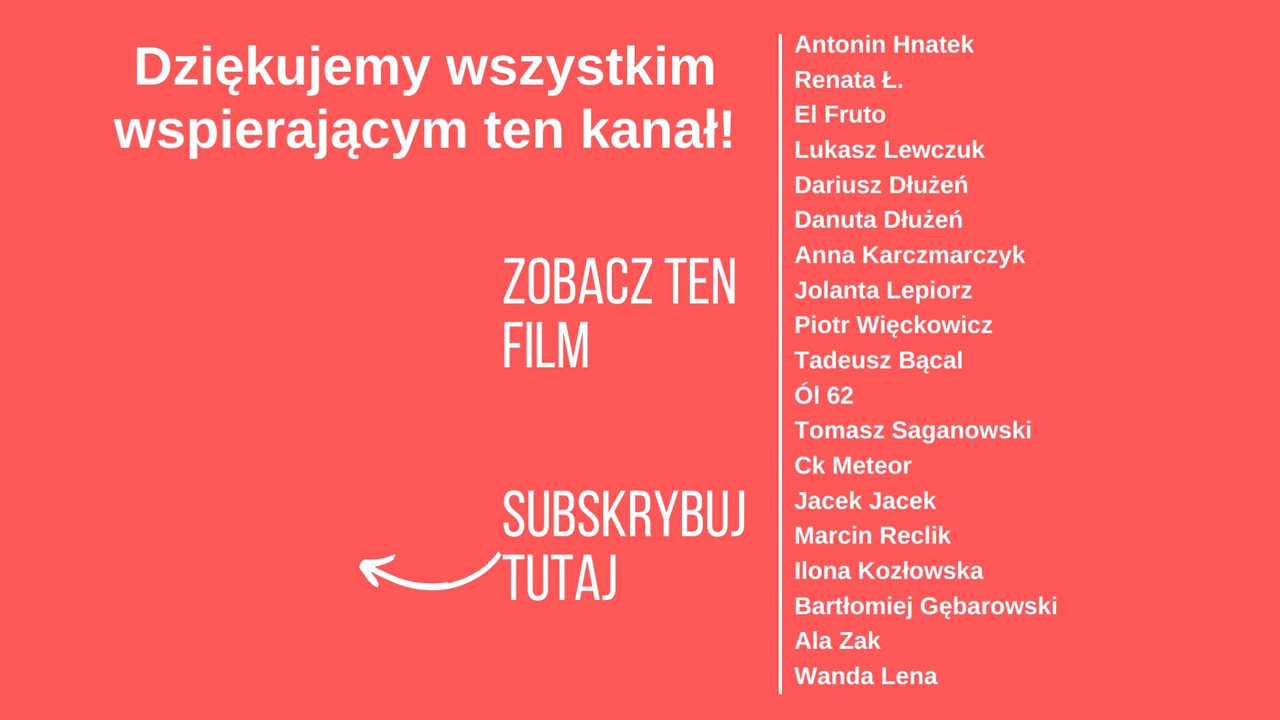 Dziękujemy wszystkim
wspierającym ten kanał!
ZOBACZ TEN
FILM
SUBSKRYBUJ
TUTAJ
Antonin Hnatek
Renata Ł.
El Fruto
Lukasz Lewczuk
Dariusz Dłużeń
Danuta Dłużeń
Anna Karczmarczyk
Jolanta Lepiorz
Piotr Więckowicz
Tadeusz Bącal
Ól 62
Tomasz Saganowski
Ck Meteor
Jacek Jacek
Marcin Reclik
Ilona Kozłowska
Bartłomiej Gębarowski
Ala Zak
Wanda Lena